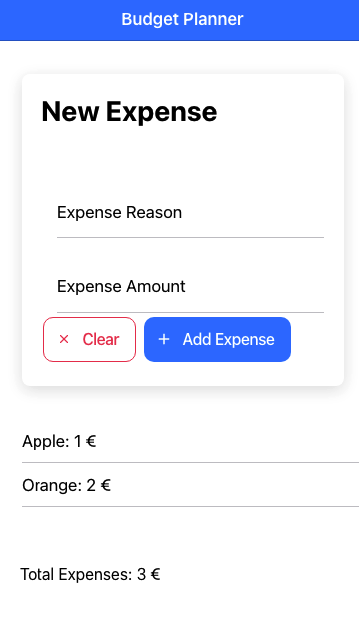 Budget Planner
New Expense
Expense Reason
Expense Amount
Clear
Add Expense
Apple: 1 €
Orange: 2 €
Total Expenses: 3 €